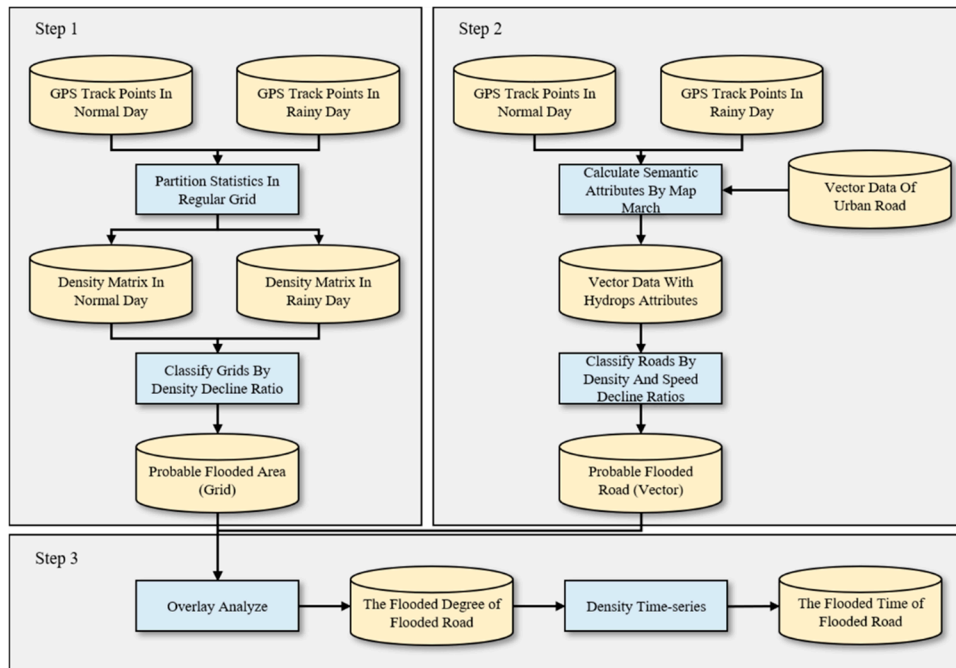 Step 1
GPS Track Points In
Normal Day
GPS Track Points In
Rainy Day
Partition Statistics In
Regular Grid
Density Matrix In
Normal Day
Density Matrix In
Rainy Day
Classify Grids By
Density Decline Ratio
Probable Flooded Area
(Grid)
Step 2
GPS Track Points In
Normal Day
GPS Track Points In
Rainy Day
Calculate Semantic
Attributes By Map
March
Vector Data Of
Urban Road
Vector Data With
Hydrops Attributes
Classify Roads By
Density And Speed
Decline Ratios
Probable Flooded
Road (Vector)
Step 3
Overlay Analyze
The Flooded Degree of
Flooded Road
Density Time-series
The Flooded Time of
Flooded Road